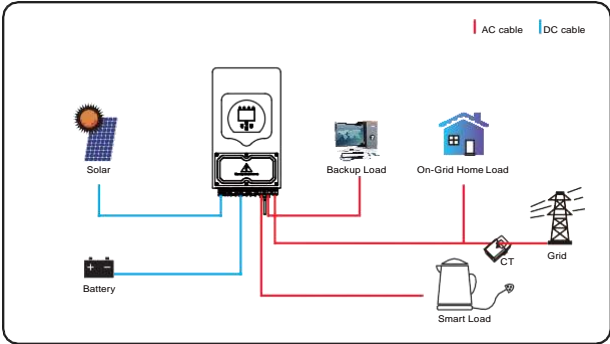 AC cable
DC cable
Solar
Backup Load
On-Grid Home Load
Grid
CT
Battery
Smart Load